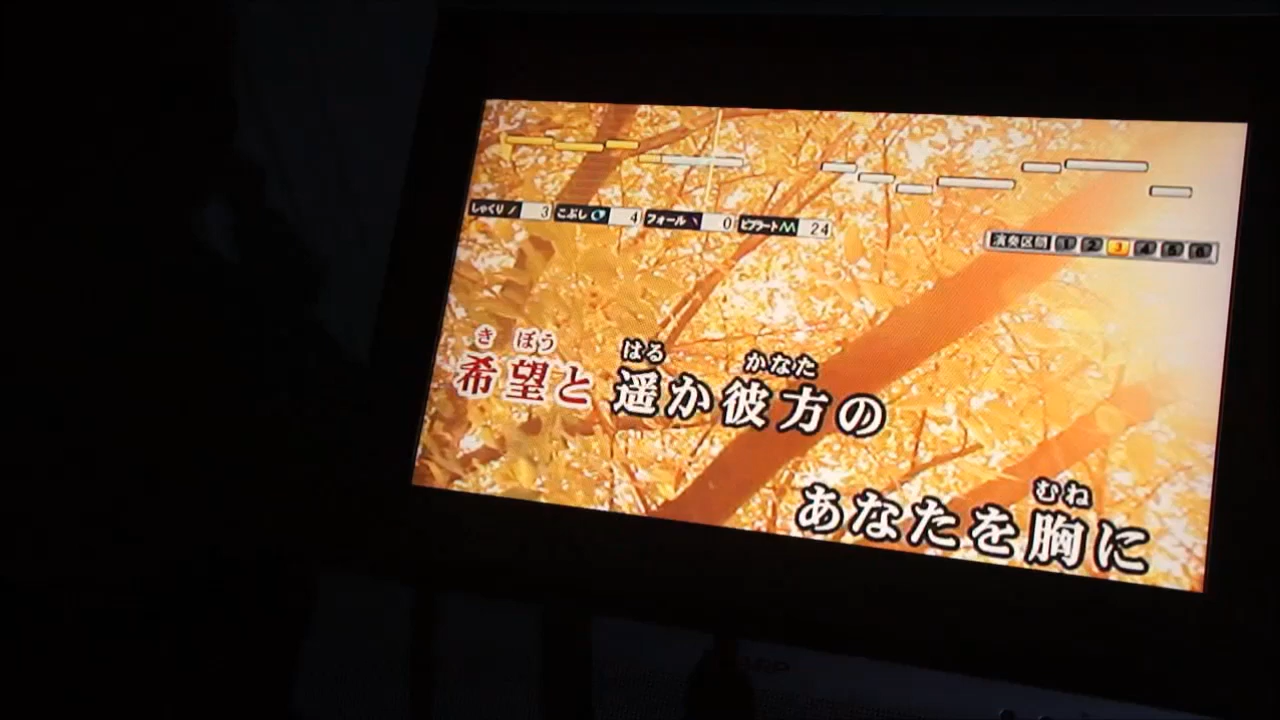 しゃくり 3 こぶし 4 フォール 0 ビブラート 24
演奏区間 1 2 3 4 5 6
き ぼう はる かなた
希望と 遥か彼方の
むね
あなたを胸に